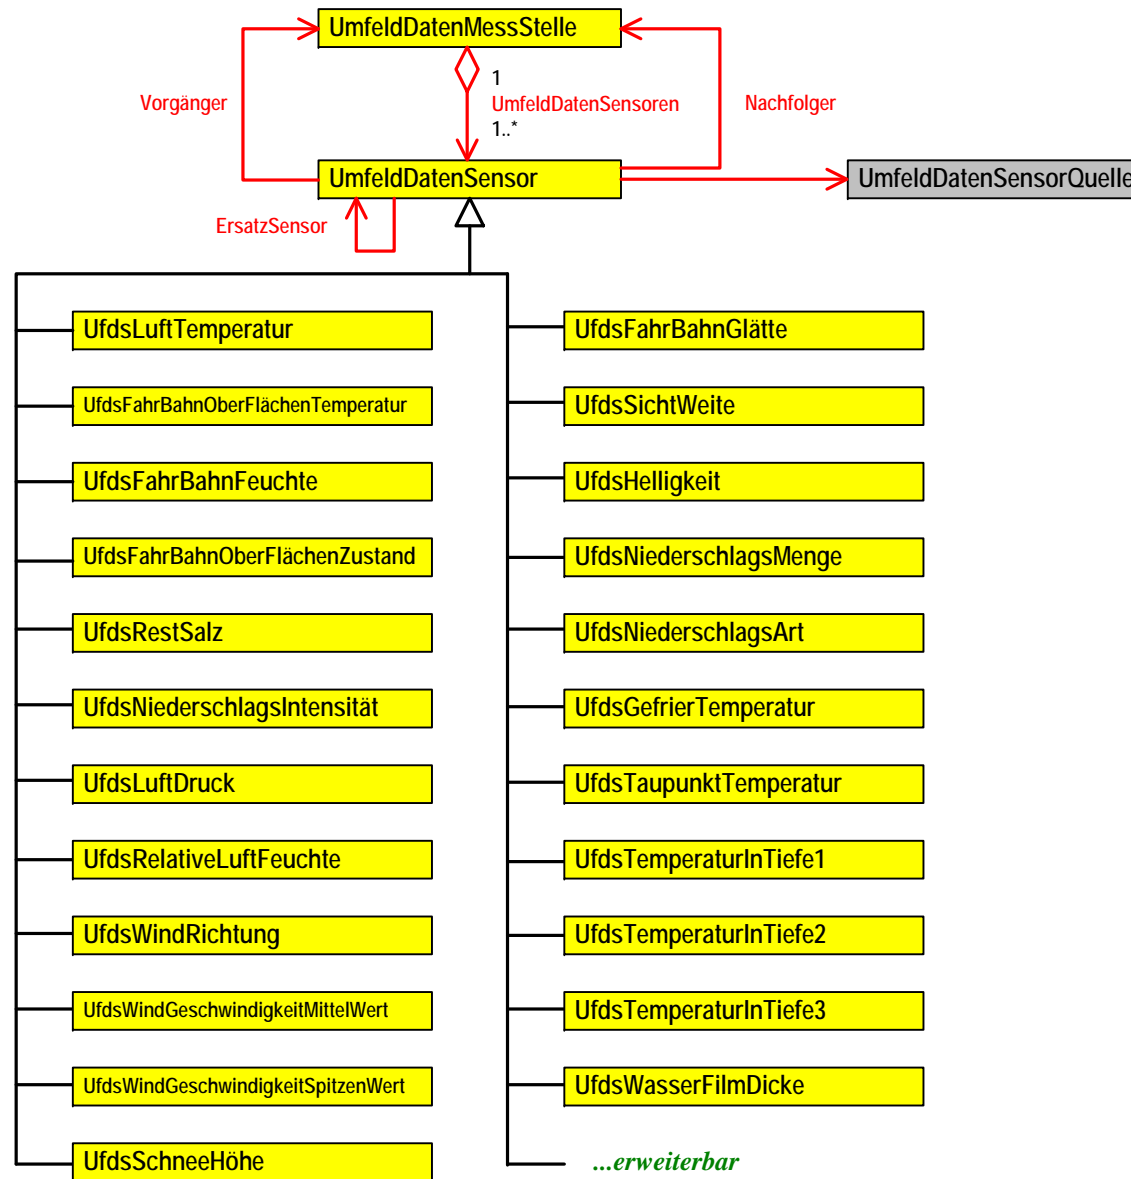 UmfeldDatenMessStelle
1
Vorgänger
UmfeldDatenSensoren
Nachfolger
1..*
UmfeldDatenSensor
UmfeldDatenSensorQuelle
ErsatzSensor
UfdsLuftTemperatur
UfdsFahrBahnOberFlächenTemperatur
UfdsFahrBahnFeuchte
UfdsFahrBahnOberFlächenZustand
UfdsRestSalz
UfdsNiederschlagsIntensität
UfdsLuftDruck
UfdsRelativeLuftFeuchte
UfdsWindRichtung
UfdsWindGeschwindigkeitMittelWert
UfdsWindGeschwindigkeitSpitzenWert
UfdsSchneeHöhe
UfdsFahrBahnGlätte
UfdsSichtWeite
UfdsHelligkeit
UfdsNiederschlagsMenge
UfdsNiederschlagsArt
UfdsGefrierTemperatur
UfdsTaupunktTemperatur
UfdsTemperaturInTiefe1
UfdsTemperaturInTiefe2
UfdsTemperaturInTiefe3
UfdsWasserFilmDicke
...erweiterbar